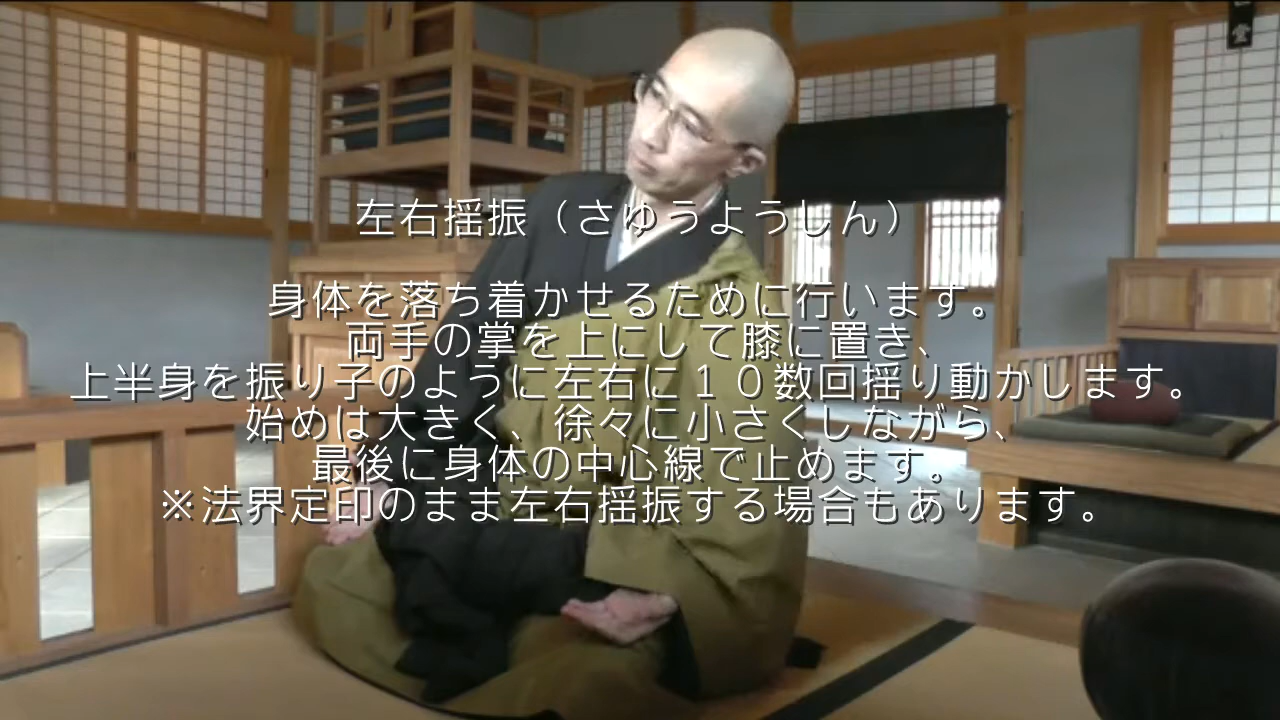 左右揺振（さゆうようしん）
身体を落ち着かせるために行います。
両手の掌を上にして膝に置き、
上半身を振り子のように左右に１０数回揺り動かします。
始めは大きく、徐々に小さくしながら、
最後に身体の中心線で止めます。
※法界定印のまま左右揺振する場合もあります。